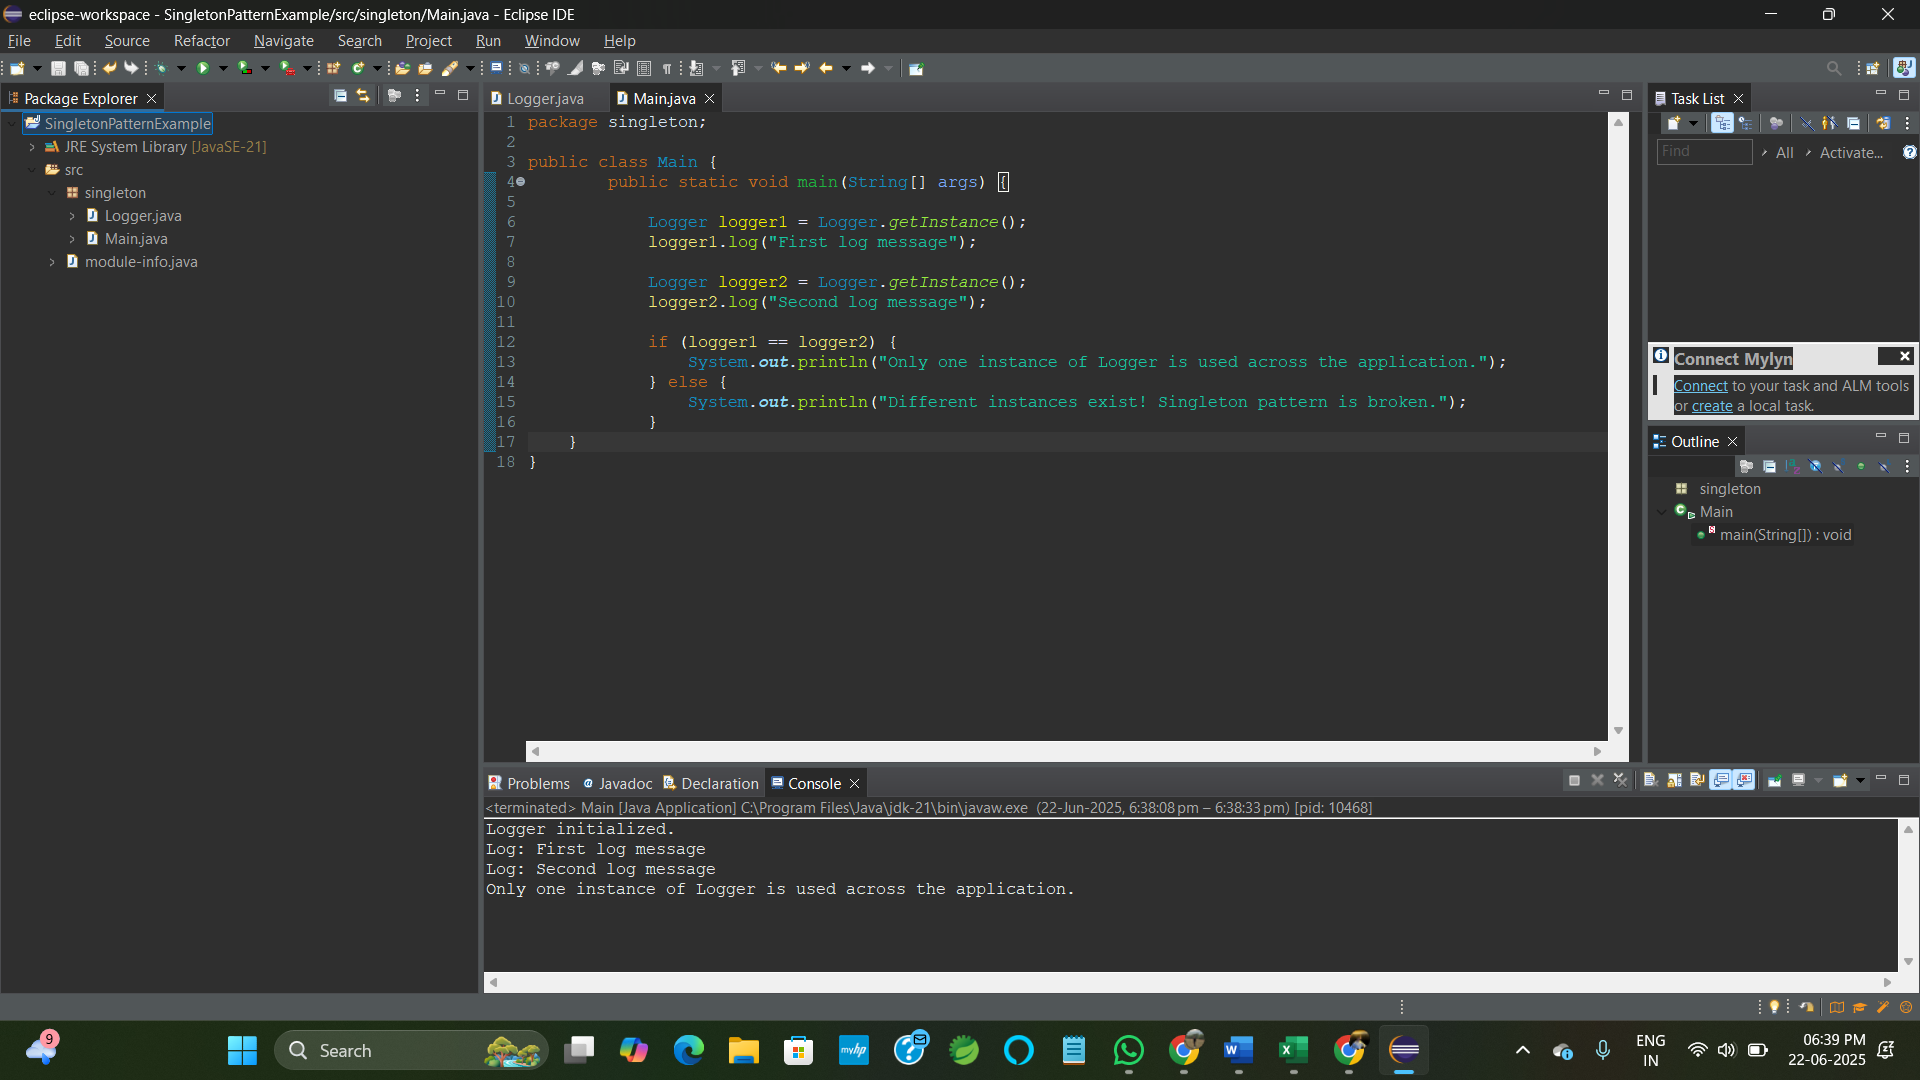 eclipse-workspace - SingletonPatternExample/src/singleton/Main.java - Eclipse IDE
File Edit Source Refactor Navigate Search Project Run Window Help
Package Explorer
SingletonPatternExample
JRE System Library [JavaSE-21]
src
singleton
Logger.java
Main.java
module-info.java
Logger.java Main.java
1 package singleton;
2
3 public class Main {
4 public static void main(String[] args) {
5
6 Logger logger1 = Logger.getInstance();
7 logger1.log("First log message");
8
9 Logger logger2 = Logger.getInstance();
10 logger2.log("Second log message");
11
12 if (logger1 == logger2) {
13 System.out.println("Only one instance of Logger is used across the application.");
14 } else {
15 System.out.println("Different instances exist! Singleton pattern is broken.");
16 }
17 }
18 }
Task List
Find All Activate...
Connect Mylyn
Connect to your task and ALM tools
or create a local task.
Outline
singleton
Main
main(String[]) : void
Problems Javadoc Declaration Console
<terminated> Main [Java Application] C:\Program Files\Java\jdk-21\bin\javaw.exe (22-Jun-2025, 6:38:08 pm – 6:38:33 pm) [pid: 10468]
Logger initialized.
Log: First log message
Log: Second log message
Only one instance of Logger is used across the application.
9
Search
myhp
ENG
IN
06:39 PM
22-06-2025